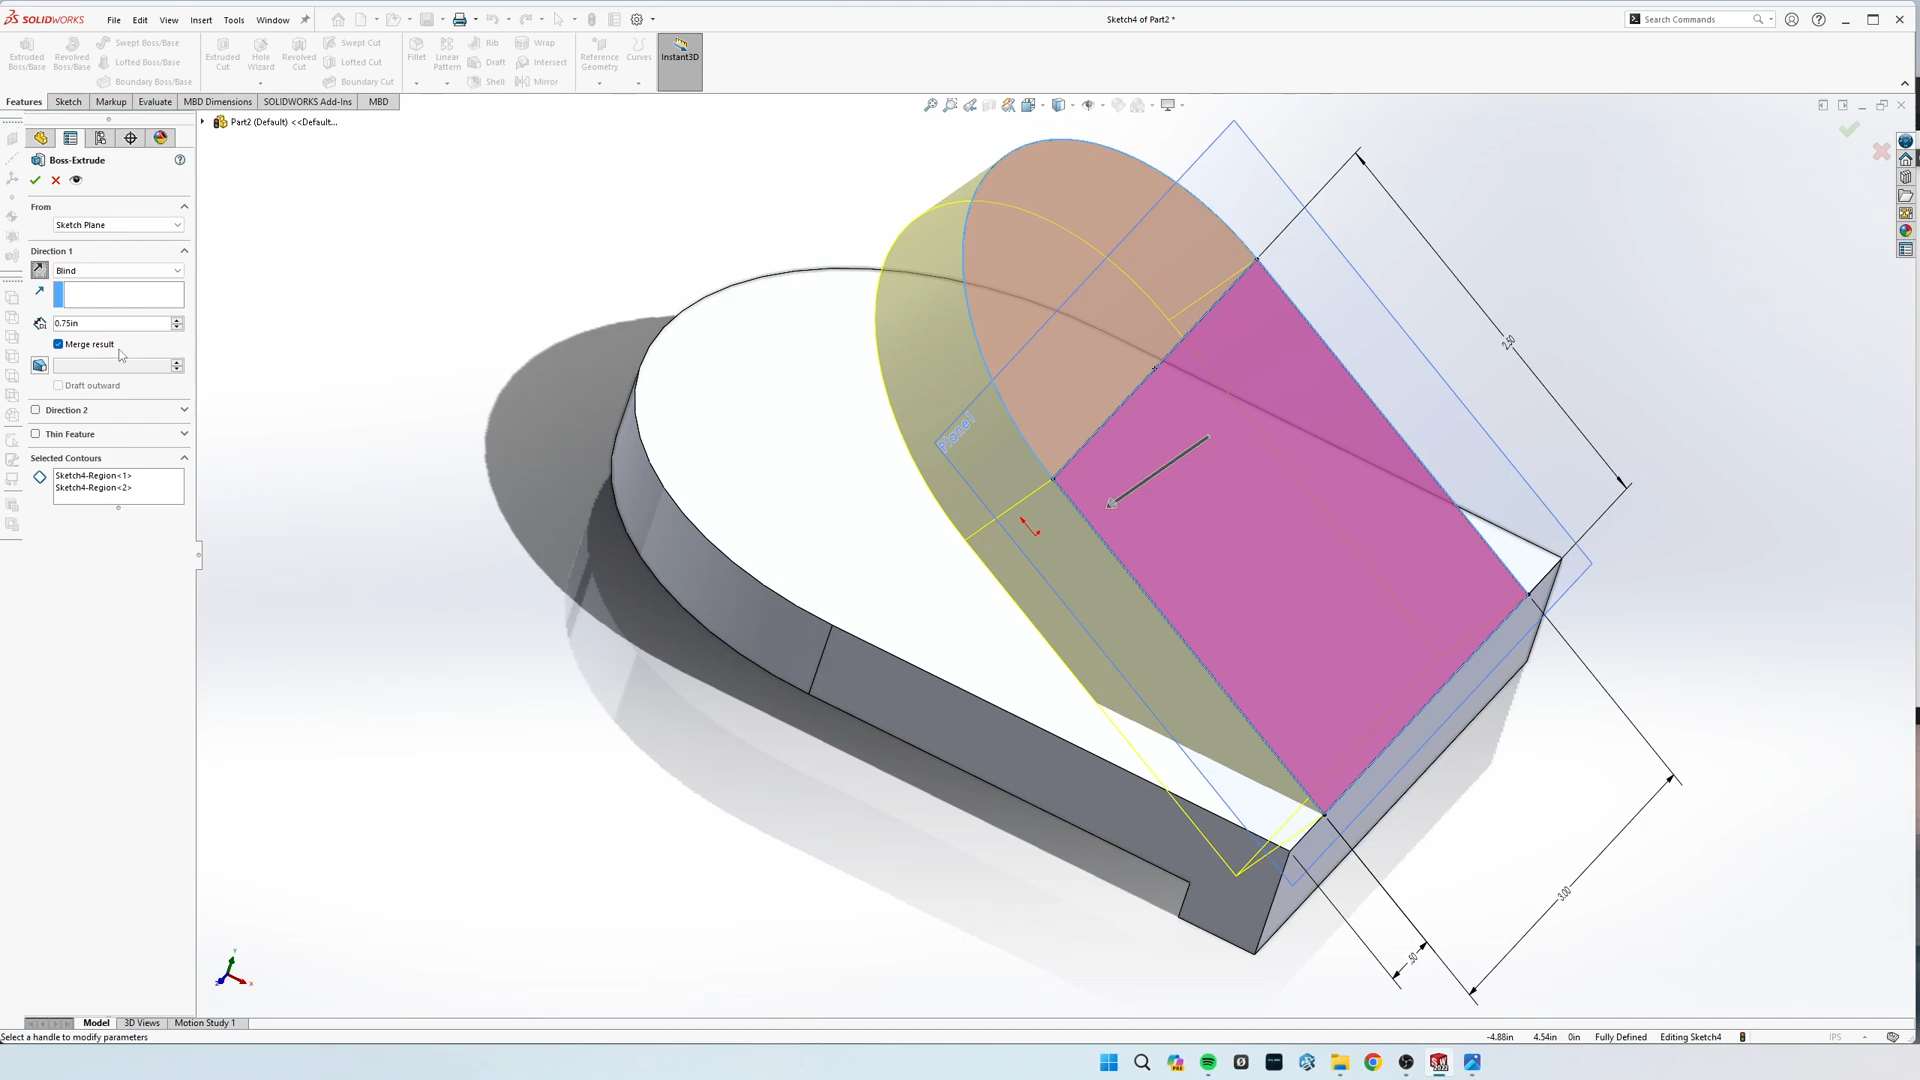 SOLIDWORKS File Edit View Insert Tools Window Sketch4 of Part2 * Search Commands
Extruded Boss/Base Revolved Boss/Base Swept Boss/Base Lofted Boss/Base Boundary Boss/Base Extruded Cut Hole Wizard Revolved Cut Swept Cut Lofted Cut Boundary Cut Fillet Linear Pattern Rib Draft Shell Wrap Intersect Mirror Reference Geometry Curves Instant3D
Features Sketch Markup Evaluate MBD Dimensions SOLIDWORKS Add-Ins MBD
Part2 (Default) <<Default...
Boss-Extrude
From
Sketch Plane
Direction 1
Blind
0.75in
Merge result
Draft outward
Direction 2
Thin Feature
Selected Contours
Sketch4-Region<1>
Sketch4-Region<2>
Plane1
2.50
3.00
.50
Y
X
Z
Model 3D Views Motion Study 1
Select a handle to modify parameters -4.88in 4.54in 0in Fully Defined Editing Sketch4 IPS